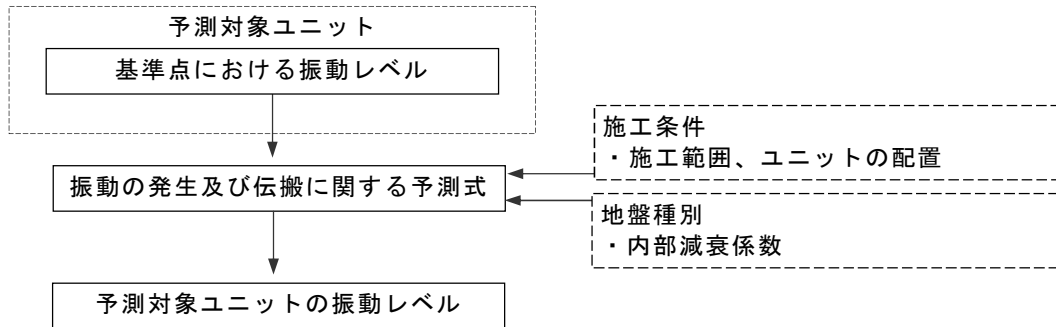 予測対象ユニット
基準点における振動レベル
施工条件
・施工範囲、ユニットの配置
振動の発生及び伝搬に関する予測式
地盤種別
・内部減衰係数
予測対象ユニットの振動レベル